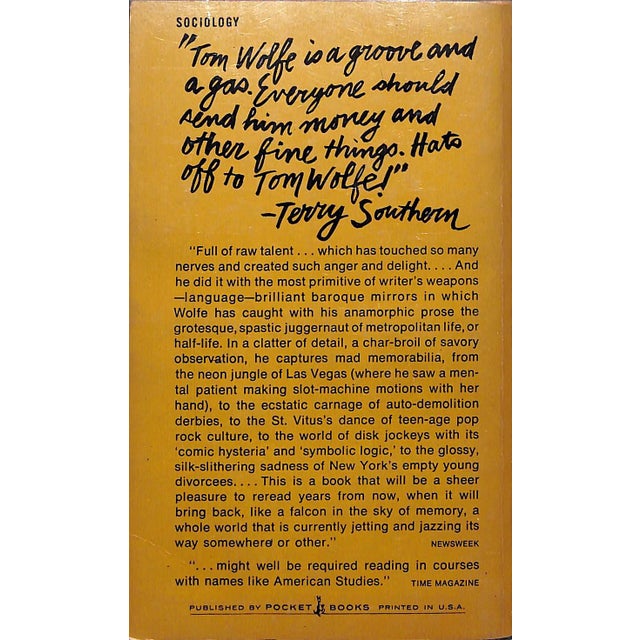 SOCIOLOGY
"Tom Wolfe is a groove and
a gas. Everyone should
send him money and
other fine things. Hats
off to Tom Wolfe!"
–Terry Southern
"Full of raw talent . . . which has touched so many
nerves and created such anger and delight. . . . And
he did it with the most primitive of writer's weapons
—language—brilliant baroque mirrors in which
Wolfe has caught with his anamorphic prose the
grotesque, spastic juggernaut of metropolitan life, or
half-life. In a clatter of detail, a char-broil of savory
observation, he captures mad memorabilia, from
the neon jungle of Las Vegas (where he saw a men-
tal patient making slot-machine motions with her
hand), to the ecstatic carnage of auto-demolition
derbies, to the St. Vitus's dance of teen-age pop
rock culture, to the world of disk jockeys with its
'comic hysteria' and 'symbolic logic,' to the glossy,
silk-slithering sadness of New York's empty young
divorcees. . . . This is a book that will be a sheer
pleasure to reread years from now, when it will
bring back, like a falcon in the sky of memory, a
whole world that is currently jetting and jazzing its
way somewhere or other." NEWSWEEK
". . . might well be required reading in courses
with names like American Studies." TIME MAGAZINE
PUBLISHED BY POCKET BOOKS PRINTED IN U.S.A.